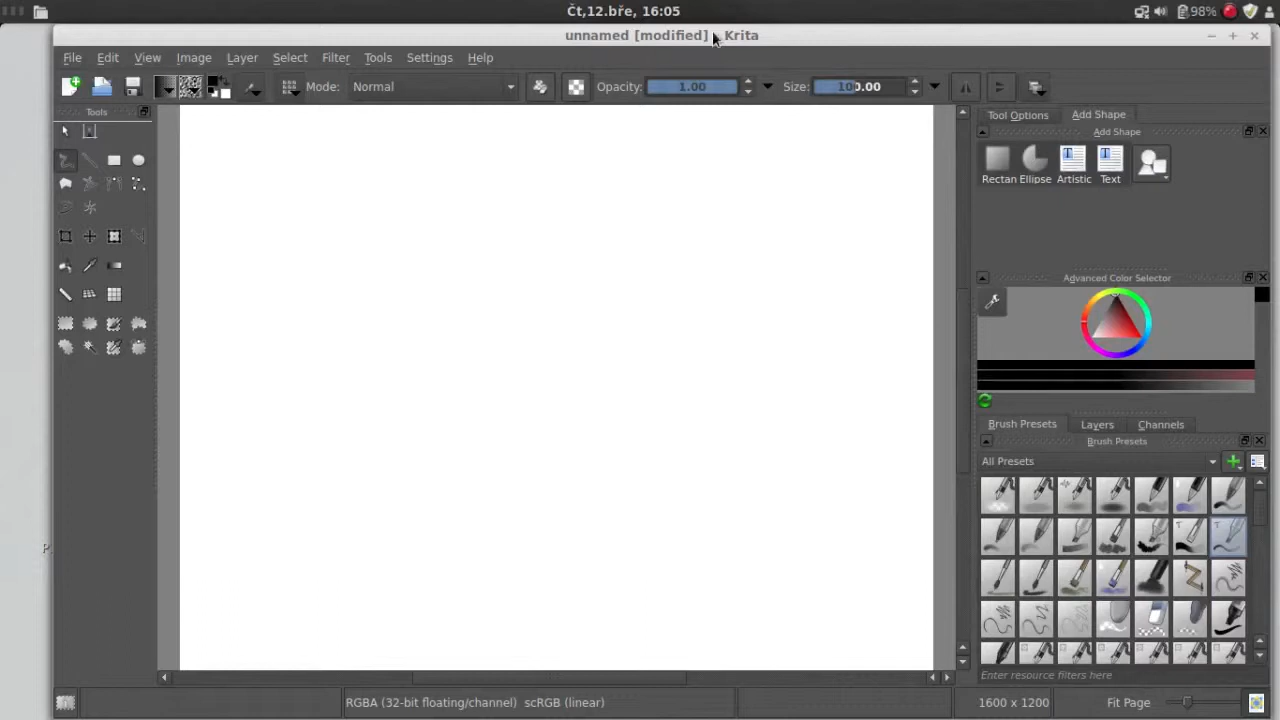 Čt,12.bře, 16:05
98%
unnamed [modified] - Krita
File Edit View Image Layer Select Filter Tools Settings Help
Mode: Normal Opacity: 1.00 Size: 100.00
Tools
Tool Options Add Shape
Add Shape
Rectan Ellipse Artistic Text
Advanced Color Selector
Brush Presets Layers Channels
Brush Presets
All Presets
Enter resource filters here
RGBA (32-bit floating/channel) scRGB (linear) 1600 x 1200 Fit Page